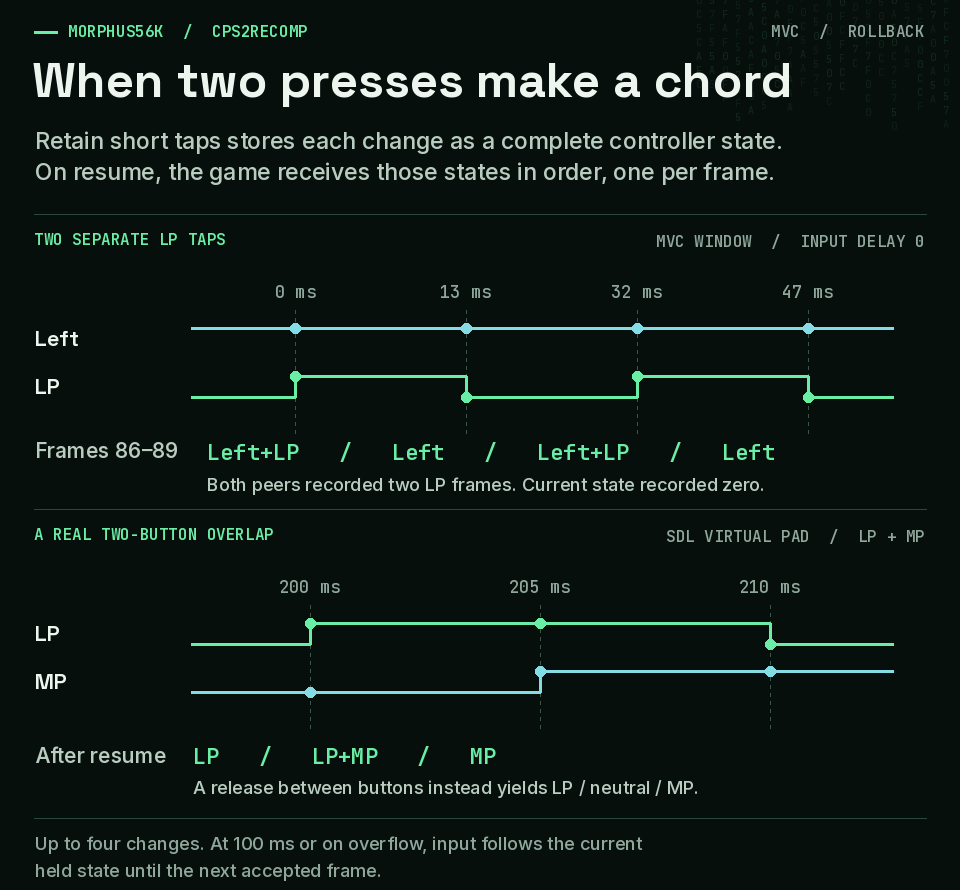 MORPHUS56K / CPS2RECOMP
MVC / ROLLBACK
When two presses make a chord
Retain short taps stores each change as a complete controller state.
On resume, the game receives those states in order, one per frame.
TWO SEPARATE LP TAPS
MVC WINDOW / INPUT DELAY 0
0 ms 13 ms 32 ms 47 ms
Left
LP
Frames 86–89 Left+LP / Left / Left+LP / Left
Both peers recorded two LP frames. Current state recorded zero.
A REAL TWO-BUTTON OVERLAP
SDL VIRTUAL PAD / LP + MP
200 ms 205 ms 210 ms
LP
MP
After resume LP / LP+MP / MP
A release between buttons instead yields LP / neutral / MP.
Up to four changes. At 100 ms or on overflow, input follows the current
held state until the next accepted frame.